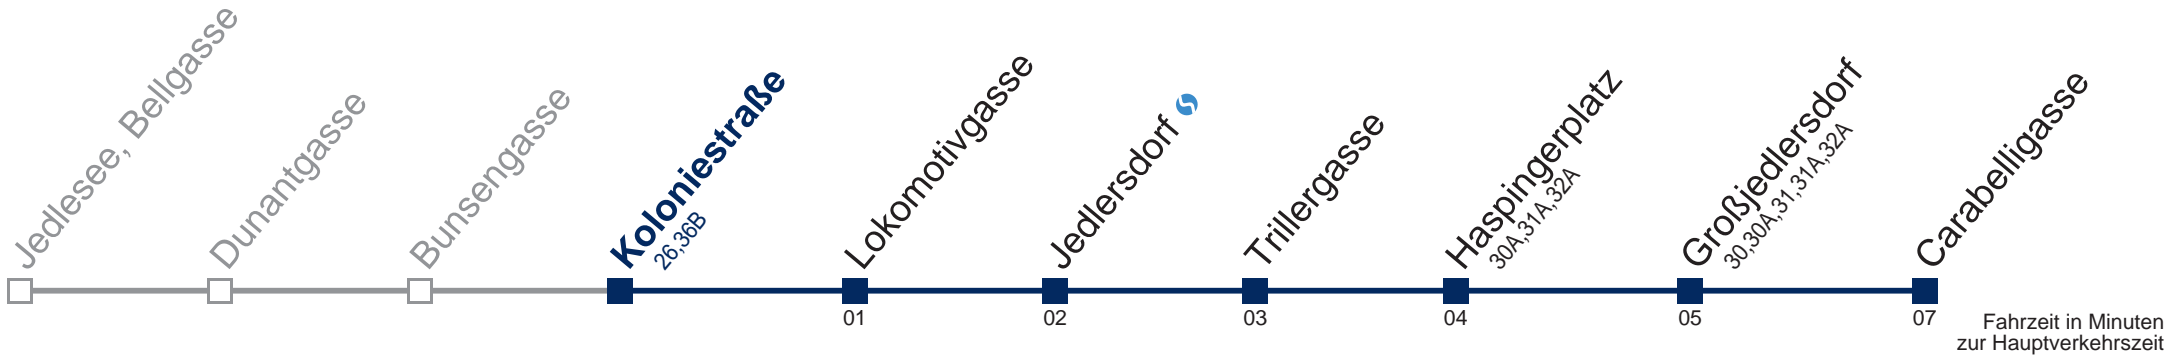 Jedlesee, Bellgasse
Dunantgasse
Bunsengasse
Koloniestraße
26,36B
Lokomotivgasse
Jedlersdorf
Trillergasse
Haspingerplatz
30A,31A,32A
Großjedlersdorf
30,30A,31,31A,32A
Carabelligasse
01
02
03
04
05
07
Fahrzeit in Minuten
zur Hauptverkehrszeit